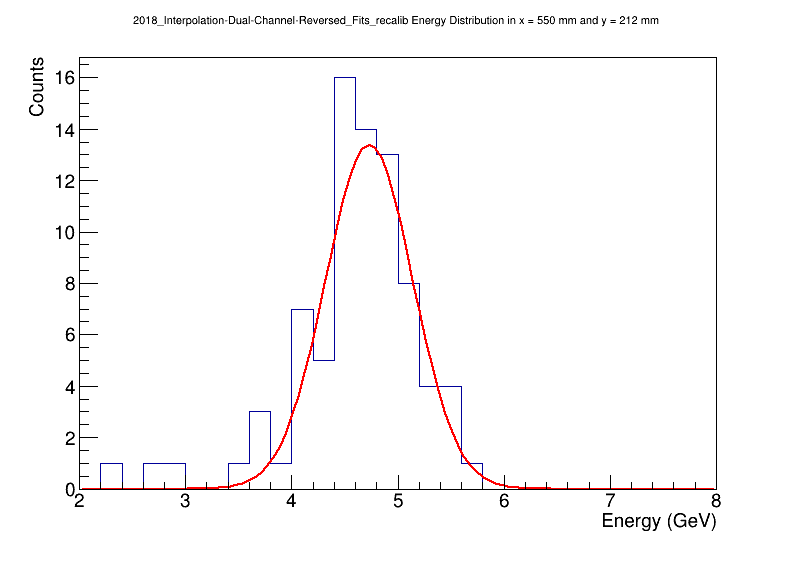 2018_Interpolation-Dual-Channel-Reversed_Fits_recalib Energy Distribution in x = 550 mm and y = 212 mm
Counts
16
14
12
10
8
6
4
2
0
2 3 4 5 6 7 8
Energy (GeV)